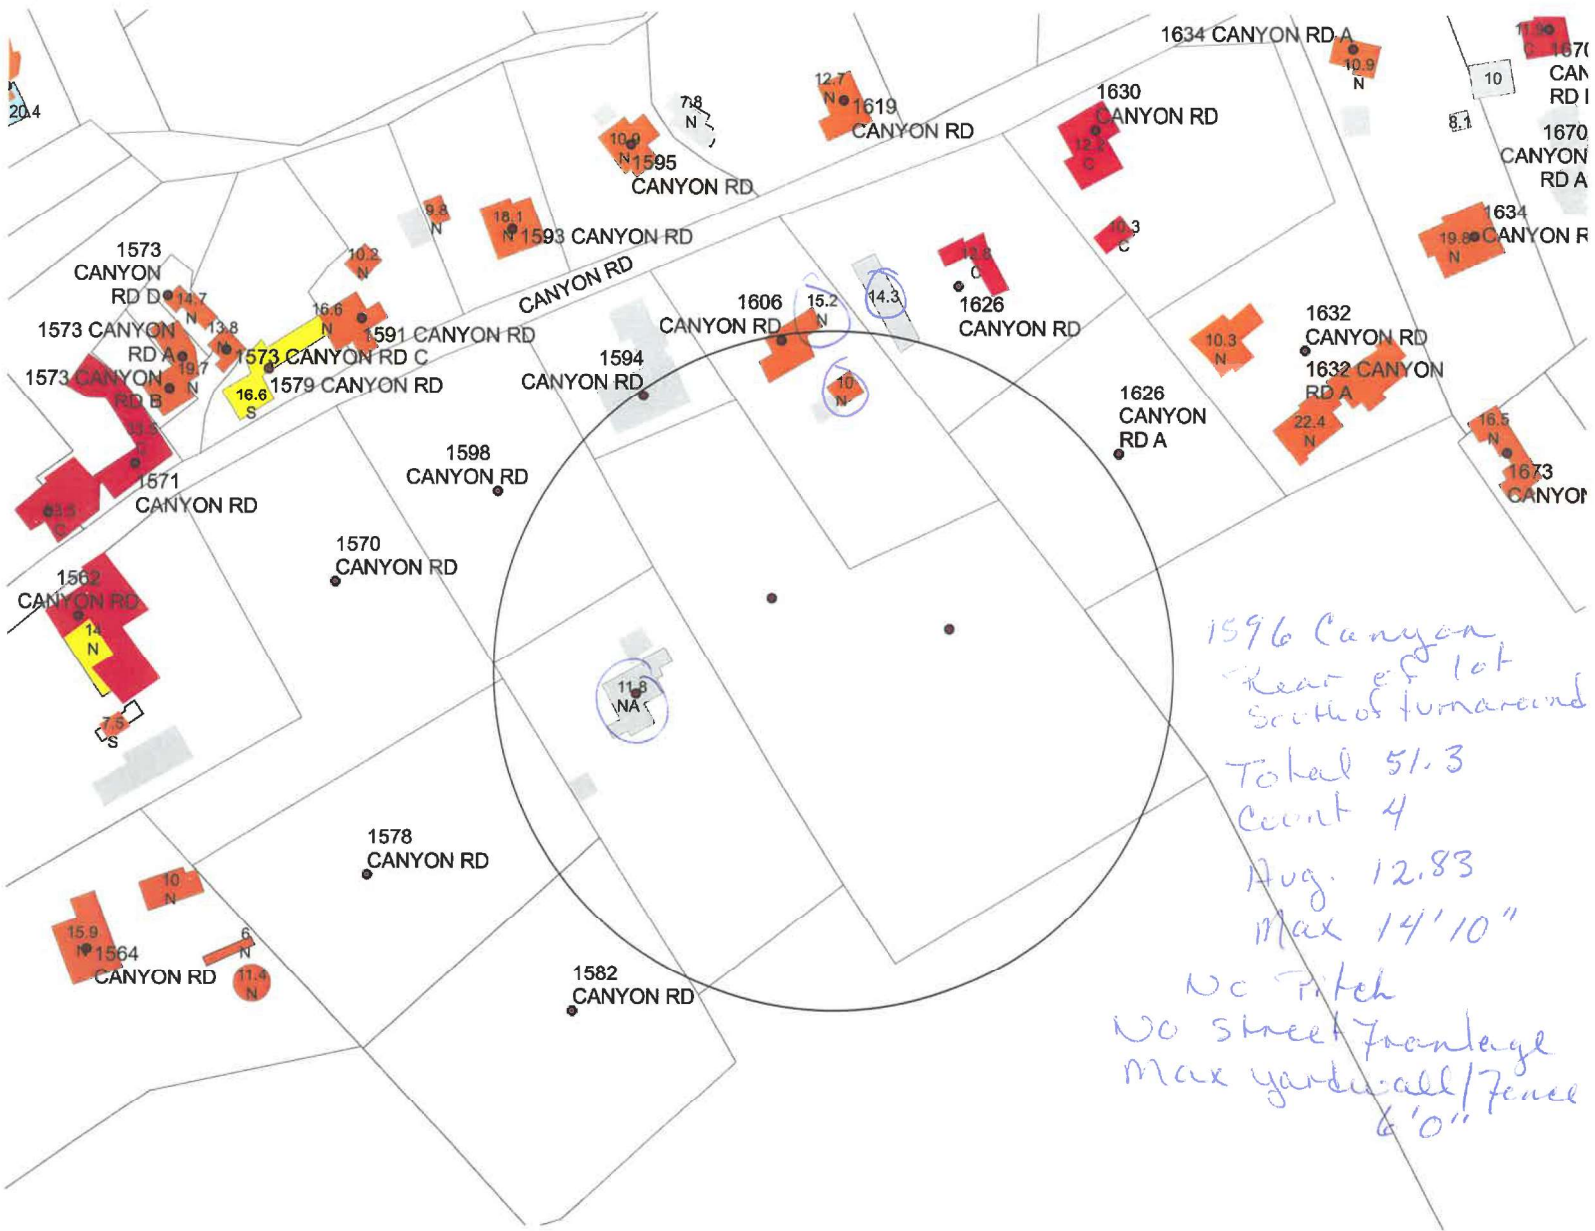 1634 CANYON RD A
10.9
N
11.9
C
1670
CAN
RD
10
8.1
1670
CANYON
RD A
20.4
7.8
N
12.7
N
1619
CANYON RD
1630
CANYON RD
12.2
C
10.9
N
1595
CANYON RD
9.8
N
18.1
N
1593 CANYON RD
10.3
C
1634
CANYON R
19.8
N
1573
CANYON
RD D
14.7
N
10.2
N
CANYON RD
12.8
C
1626
CANYON RD
14.3
15.2
N
1606
CANYON RD
1573 CANYON
RD A
13.8
N
16.6
N
1591 CANYON RD
1573 CANYON RD C
1579 CANYON RD
19.7
N
1573
CANYON
RD B
16.6
S
1594
CANYON RD
10
N
10.3
N
1632
CANYON RD
1632 CANYON
RD A
1626
CANYON
RD A
22.4
N
16.5
N
1673
CANYON
1598
CANYON RD
1571
CANYON RD
C
1570
CANYON RD
1562
CANYON RD
14
N
11.8
NA
7.5
S
1578
CANYON RD
10
N
15.9
N
1564
CANYON RD
6
N
11.4
N
1582
CANYON RD
1596 Canyon
Rear of lot
South of turnaround
Total 51.3
Count 4
Avg. 12.83
Max 14'10"
No Pitch
No Street Frontage
Max yardwall/Fence
6'0"